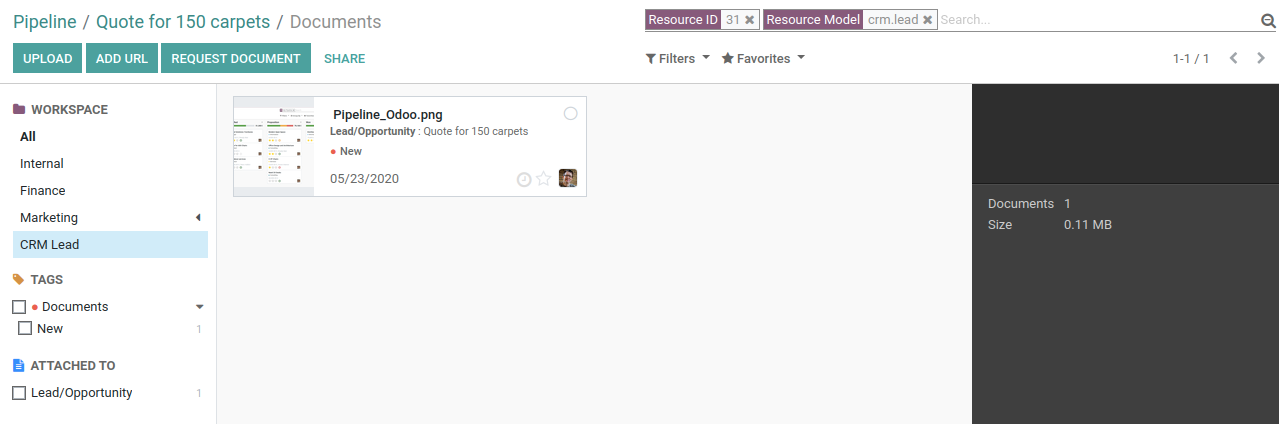 Pipeline / Quote for 150 carpets / Documents
Resource ID 31 Resource Model crm.lead Search...
UPLOAD ADD URL REQUEST DOCUMENT SHARE
Filters Favorites 1-1 / 1
WORKSPACE
All
Internal
Finance
Marketing
CRM Lead
TAGS
Documents
New 1
ATTACHED TO
Lead/Opportunity 1
Pipeline_Odoo.png
Lead/Opportunity : Quote for 150 carpets
New
05/23/2020
Documents 1
Size 0.11 MB